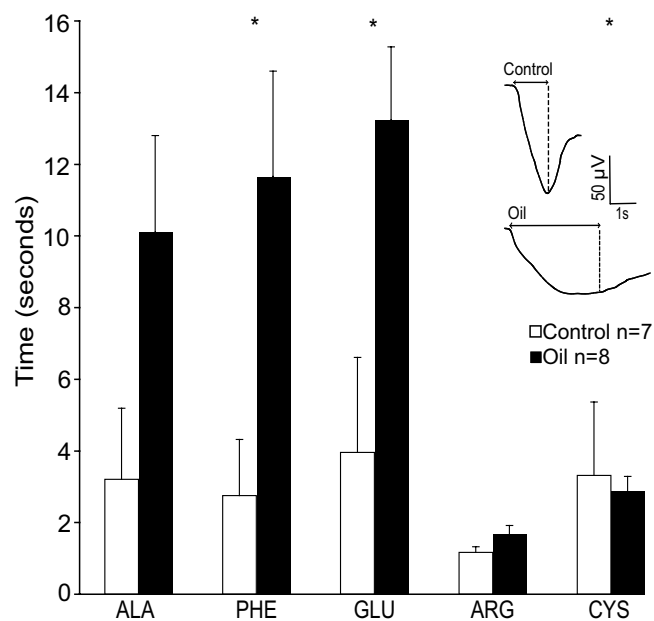 16
14
12
10
8
6
4
2
0
Time (seconds)
* * *
Control
50 µV
1s
Oil
Control n=7
Oil n=8
ALA PHE GLU ARG CYS